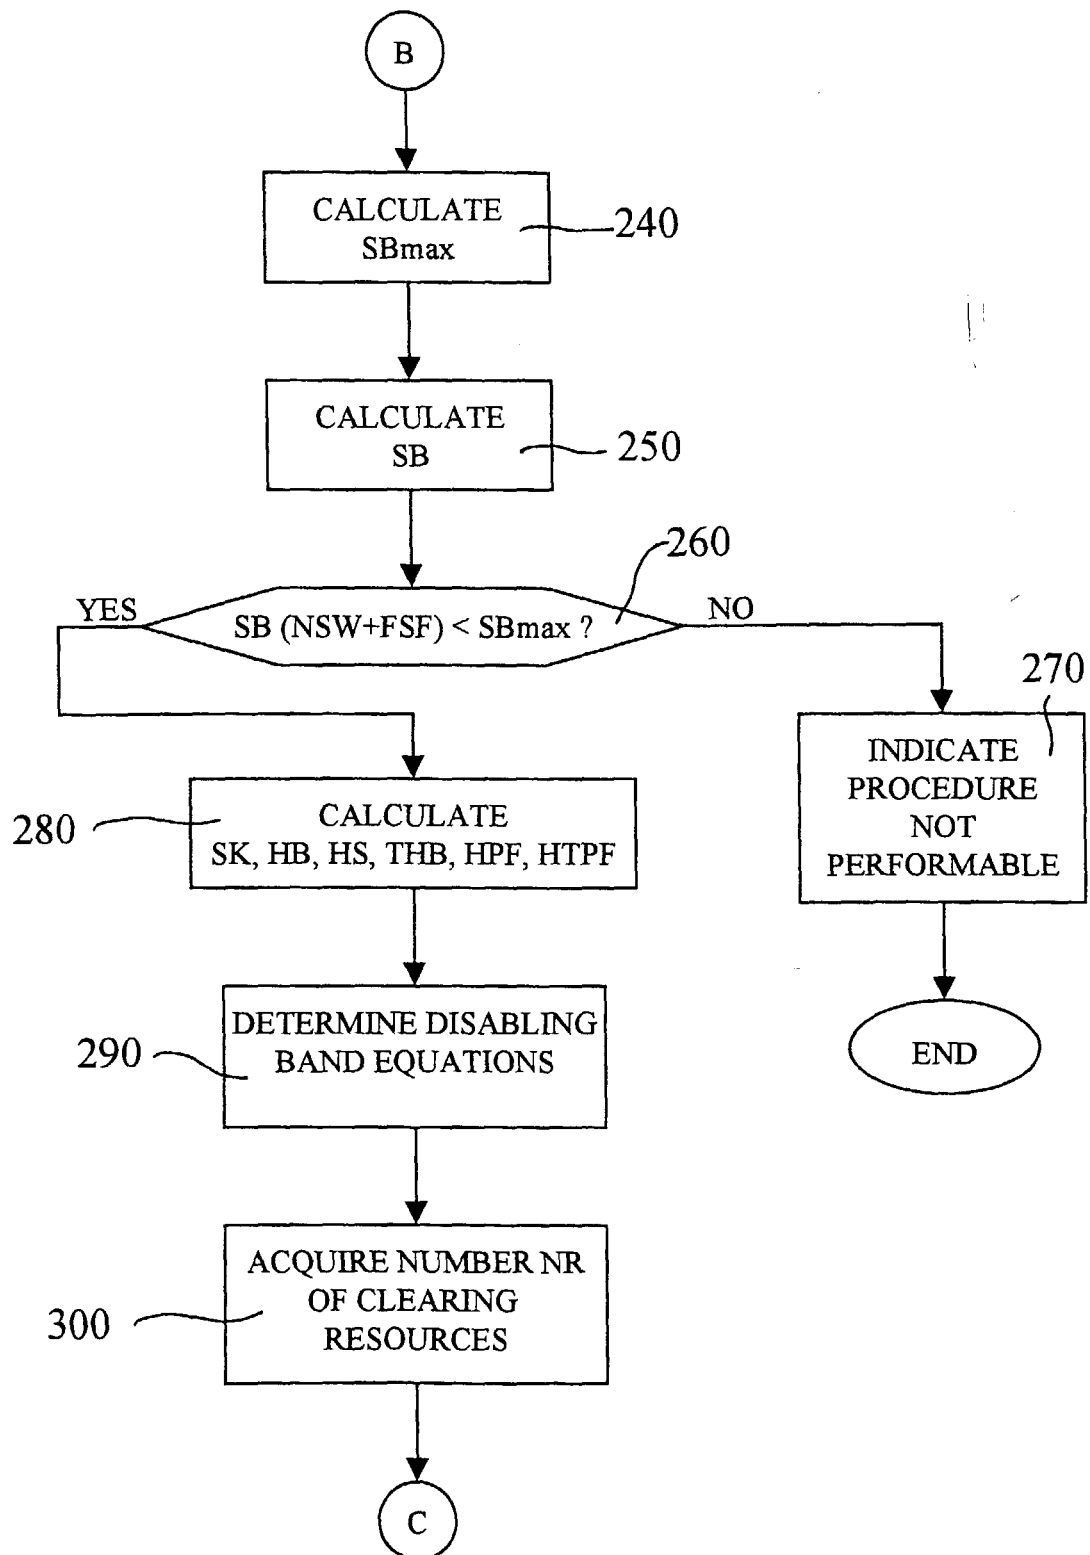 B
CALCULATE
SBmax
240
CALCULATE
SB
250
260
YES
SB (NSW+FSF) < SBmax ?
NO
270
INDICATE
PROCEDURE
NOT
PERFORMABLE
280
CALCULATE
SK, HB, HS, THB, HPF, HTPF
END
290
DETERMINE DISABLING
BAND EQUATIONS
300
ACQUIRE NUMBER NR
OF CLEARING
RESOURCES
C